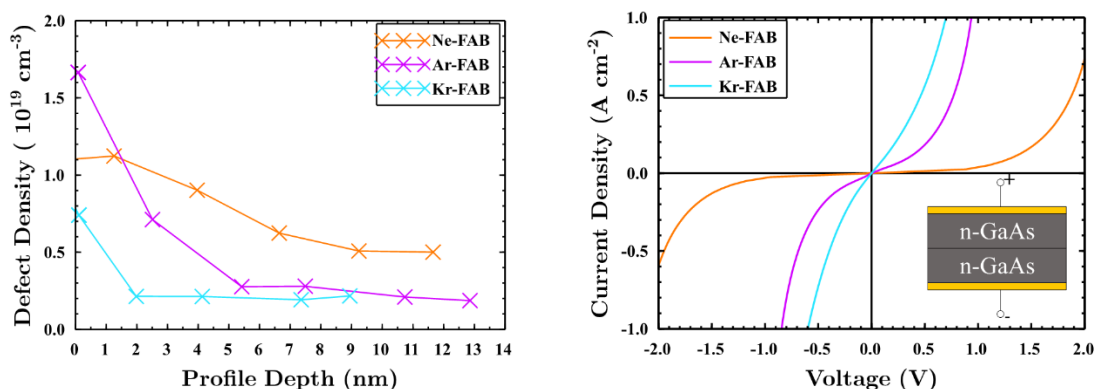 Defect Density ( 10^19 cm^-3)
2.0
1.5
1.0
0.5
0.0
Ne-FAB
Ar-FAB
Kr-FAB
0 1 2 3 4 5 6 7 8 9 10 11 12 13 14
Profile Depth (nm)
Current Density (A cm^-2)
1.0
0.5
0.0
-0.5
-1.0
Ne-FAB
Ar-FAB
Kr-FAB
+
n-GaAs
n-GaAs
-
-2.0 -1.5 -1.0 -0.5 0.0 0.5 1.0 1.5 2.0
Voltage (V)